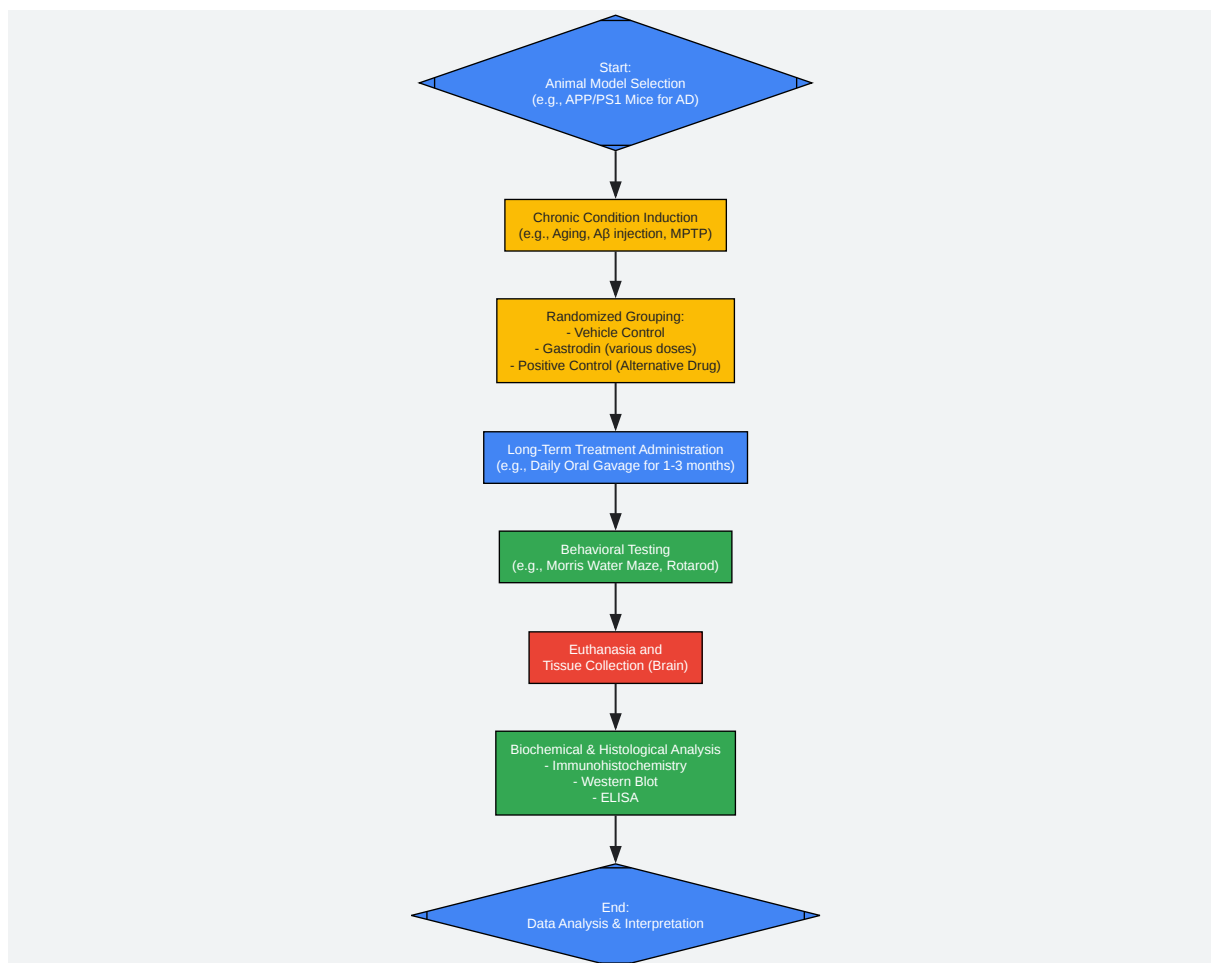 Start:
Animal Model Selection
(e.g., APP/PS1 Mice for AD)
Chronic Condition Induction
(e.g., Aging, Aβ injection, MPTP)
Randomized Grouping:
- Vehicle Control
- Gastrodin (various doses)
- Positive Control (Alternative Drug)
Long-Term Treatment Administration
(e.g., Daily Oral Gavage for 1-3 months)
Behavioral Testing
(e.g., Morris Water Maze, Rotarod)
Euthanasia and
Tissue Collection (Brain)
Biochemical & Histological Analysis
- Immunohistochemistry
- Western Blot
- ELISA
End:
Data Analysis & Interpretation